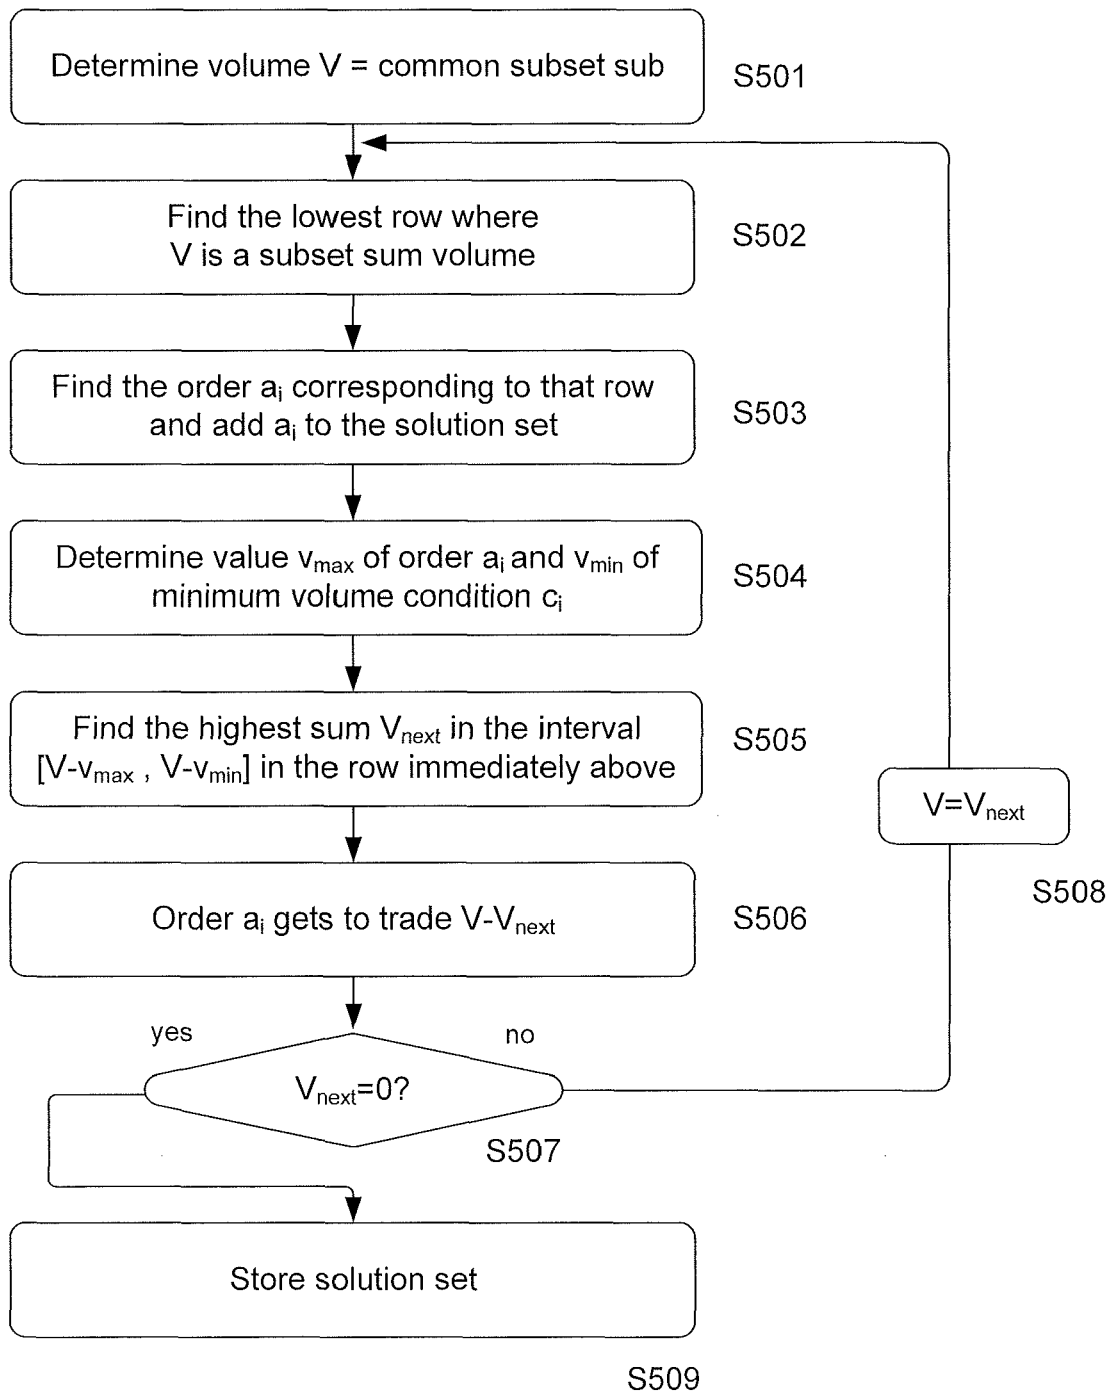 Determine volume V = common subset sub
S501
Find the lowest row where
V is a subset sum volume
S502
Find the order aᵢ corresponding to that row
and add aᵢ to the solution set
S503
Determine value vₘₐₓ of order aᵢ and vₘᵢₙ of
minimum volume condition cᵢ
S504
Find the highest sum Vₙₑₓₜ in the interval
[V-vₘₐₓ , V-vₘᵢₙ] in the row immediately above
S505
V=Vₙₑₓₜ
S508
Order aᵢ gets to trade V-Vₙₑₓₜ
S506
yes
no
Vₙₑₓₜ=0?
S507
Store solution set
S509